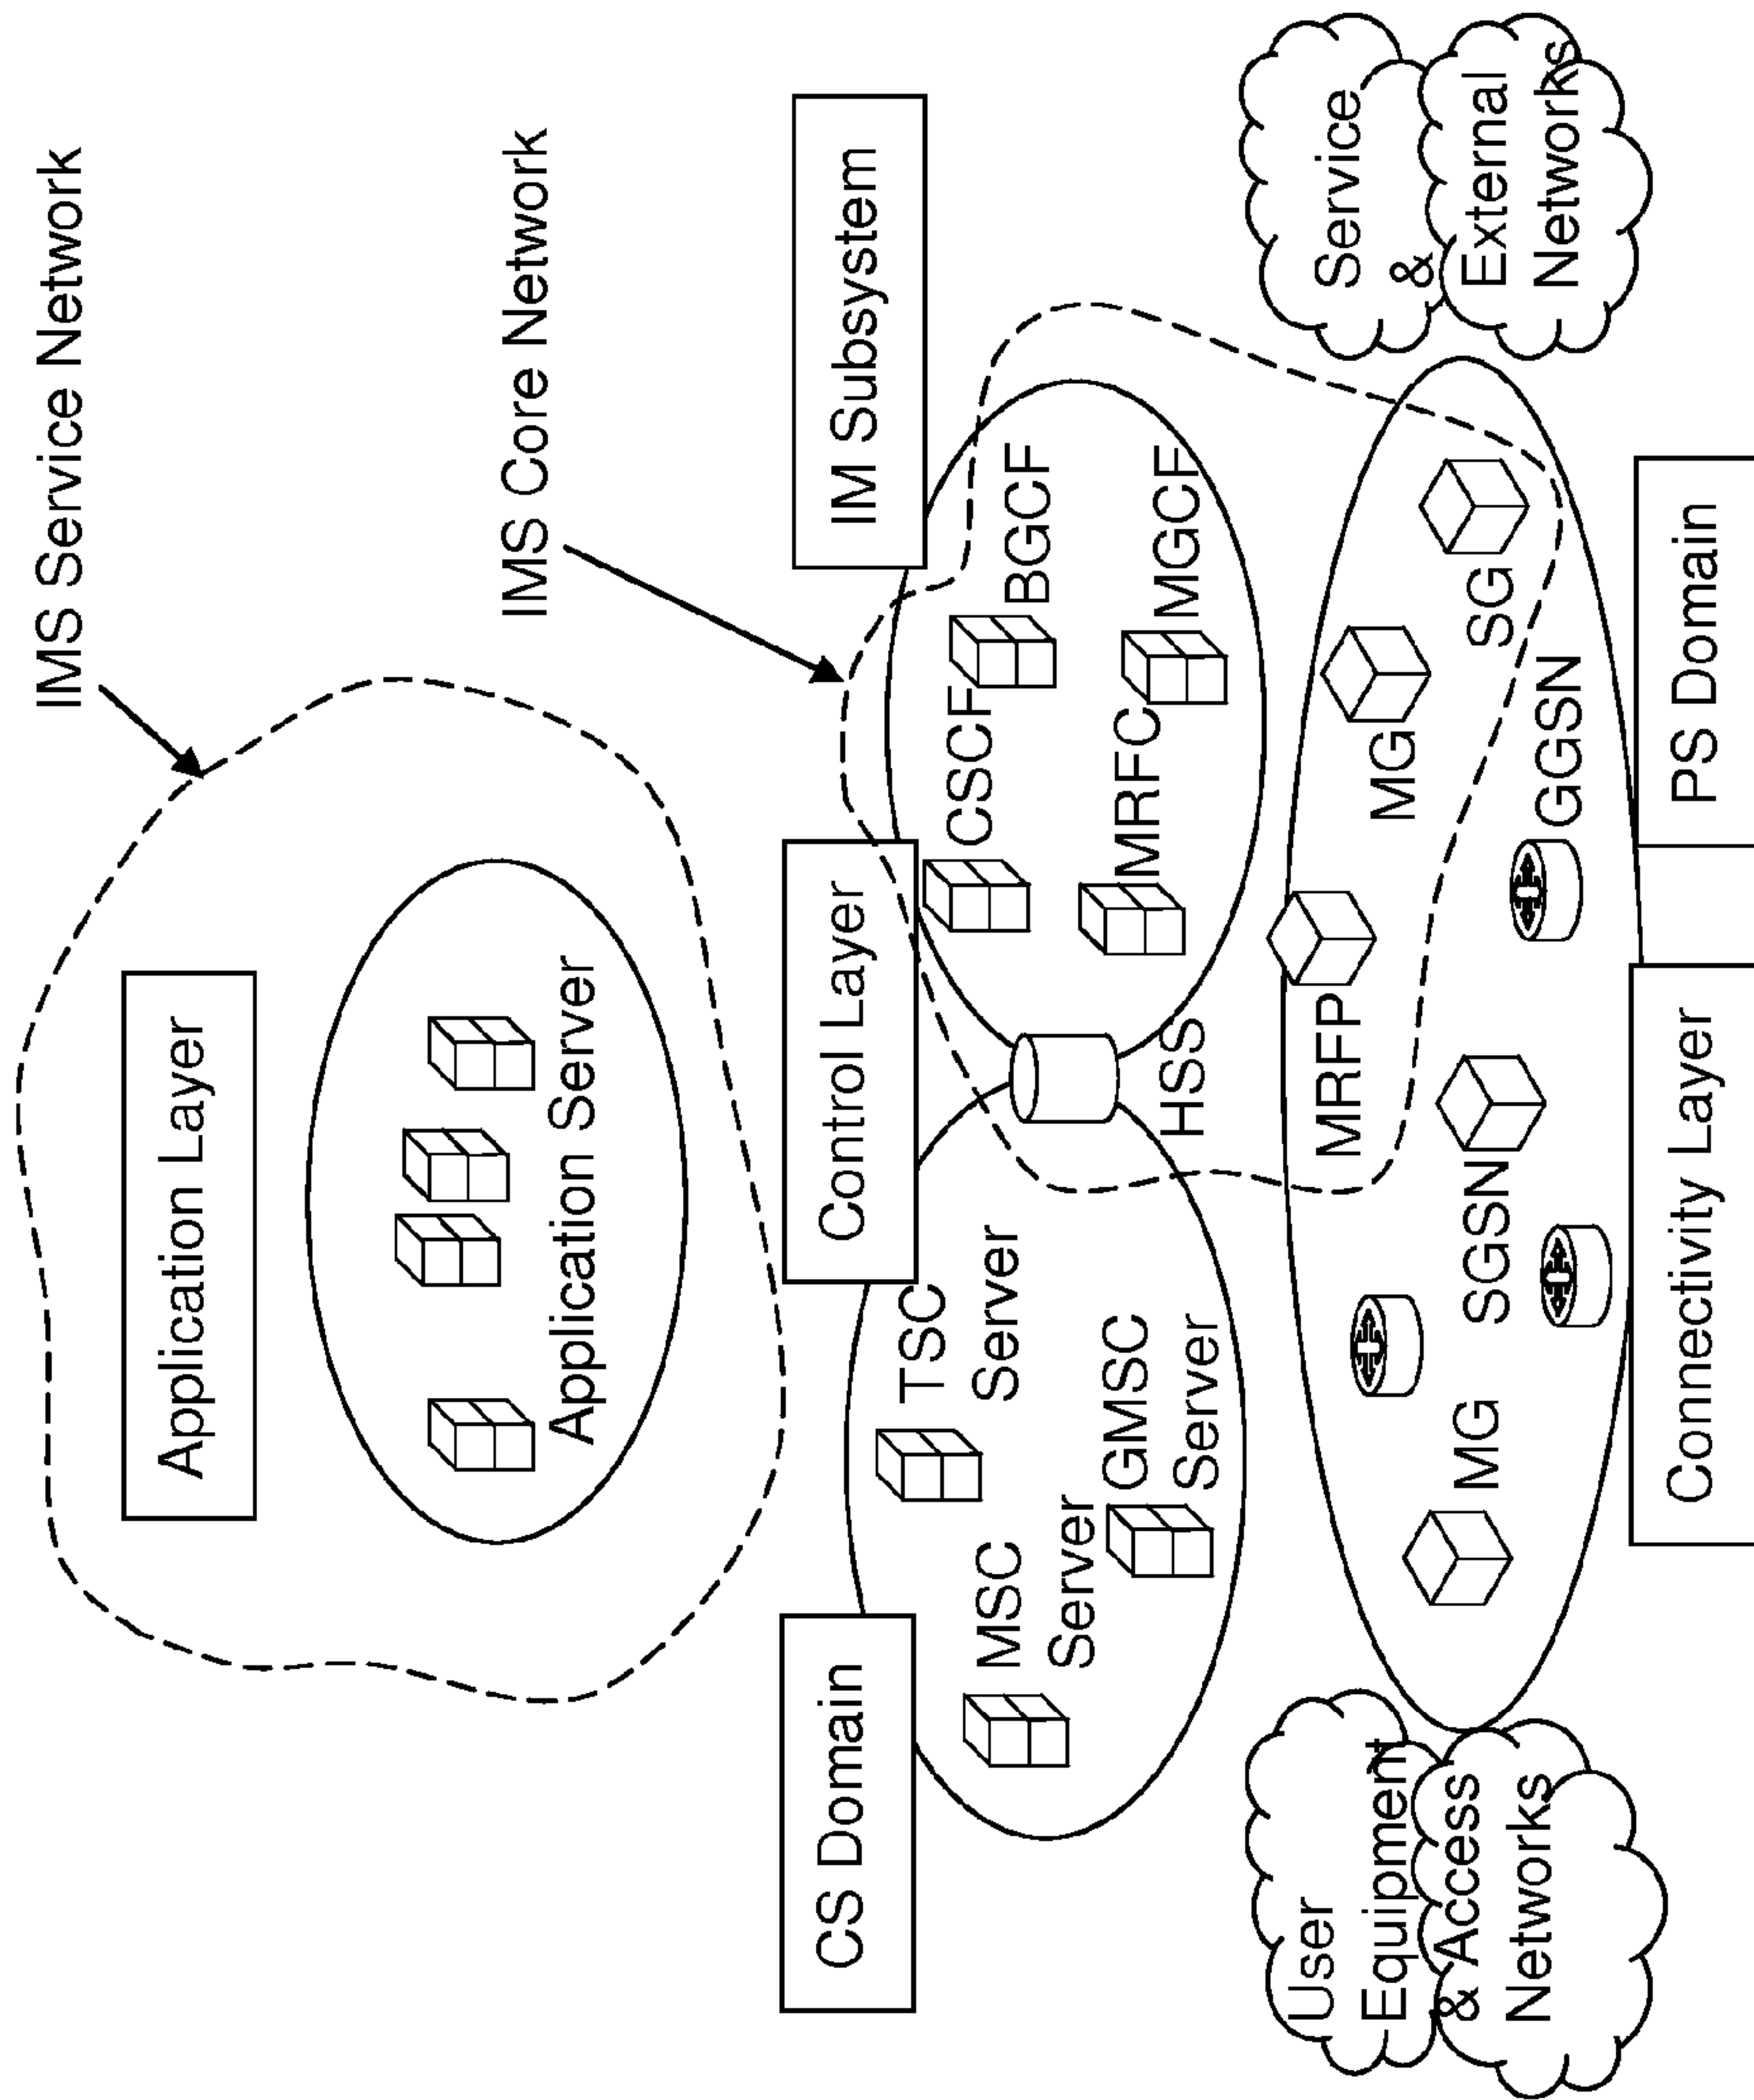 IMS Service Network
Application Layer
Application Server
IMS Core Network
CS Domain
Control Layer
IM Subsystem
TSC
Server
MSC
Server
GMSC
Server
HSS
CSCF
BGCF
MRFC
MGCF
User
Equipment
& Access
Networks
MG
SGSN
MRFP
MG
SG
GGSN
Service
&
External
Networks
Connectivity Layer
PS Domain